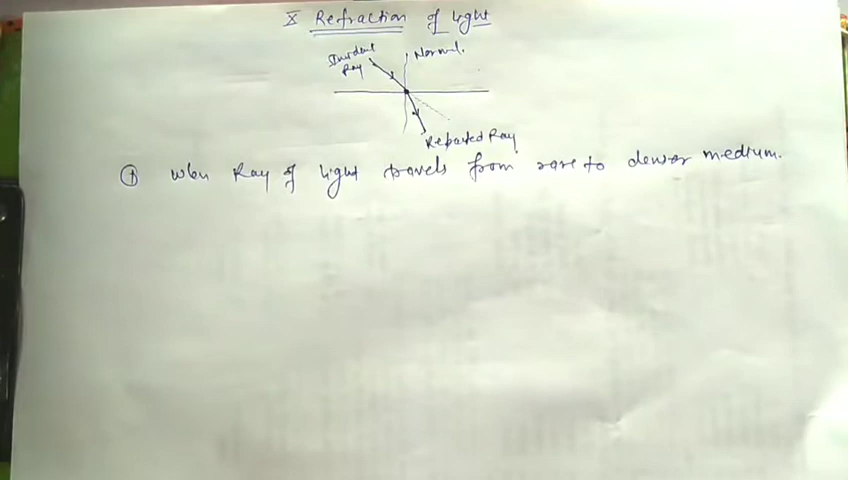 X Refraction of light
Incident
Ray
Normal.
Refracted Ray
① When Ray of light travels from rare to denser medium.